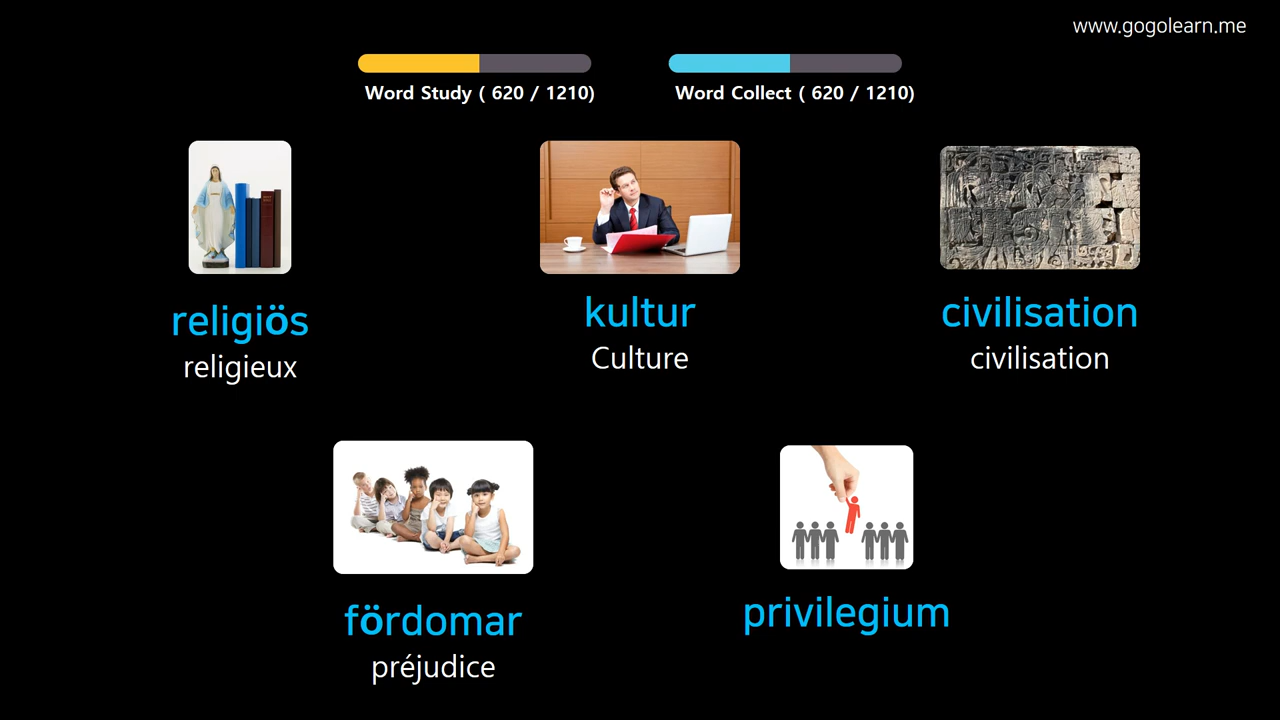 www.gogolearn.me
Word Study ( 620 / 1210)
Word Collect ( 620 / 1210)
religiös
religieux
kultur
Culture
civilisation
civilisation
fördomar
préjudice
privilegium